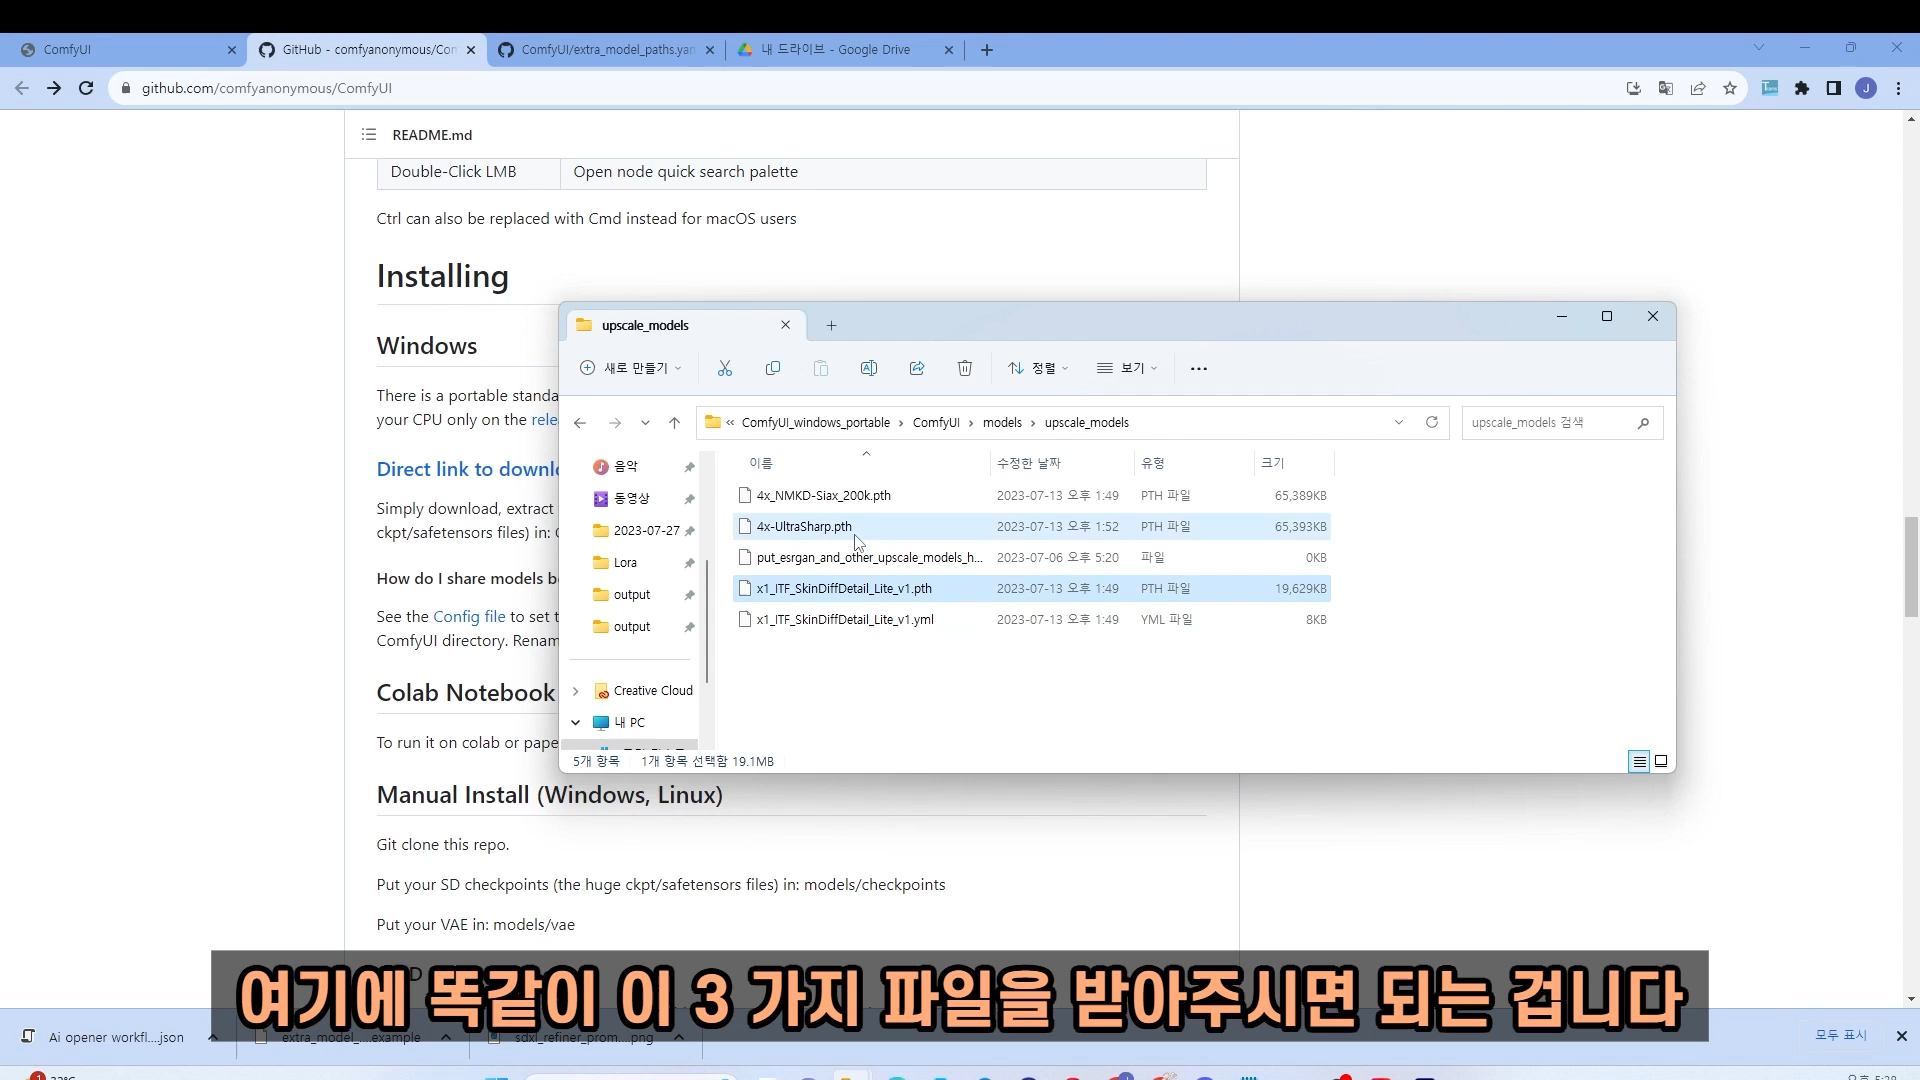 ComfyUI
GitHub - comfyanonymous/Con
ComfyUI/extra_model_paths.yan
내 드라이브 - Google Drive
github.com/comfyanonymous/ComfyUI
J
README.md
Double-Click LMB
Open node quick search palette
Ctrl can also be replaced with Cmd instead for macOS users
Installing
Windows
There is a portable standa
your CPU only on the rele
Direct link to downlo
Simply download, extract
ckpt/safetensors files) in: C
How do I share models be
See the Config file to set t
ComfyUI directory. Renam
Colab Notebook
To run it on colab or pape
Manual Install (Windows, Linux)
Git clone this repo.
Put your SD checkpoints (the huge ckpt/safetensors files) in: models/checkpoints
Put your VAE in: models/vae
upscale_models
새로 만들기
정렬
보기
« ComfyUI_windows_portable › ComfyUI › models › upscale_models
upscale_models 검색
음악
동영상
2023-07-27
Lora
output
output
Creative Cloud
내 PC
이름 수정한 날짜 유형 크기
4x_NMKD-Siax_200k.pth 2023-07-13 오후 1:49 PTH 파일 65,389KB
4x-UltraSharp.pth 2023-07-13 오후 1:52 PTH 파일 65,393KB
put_esrgan_and_other_upscale_models_h... 2023-07-06 오후 5:20 파일 0KB
x1_ITF_SkinDiffDetail_Lite_v1.pth 2023-07-13 오후 1:49 PTH 파일 19,629KB
x1_ITF_SkinDiffDetail_Lite_v1.yml 2023-07-13 오후 1:49 YML 파일 8KB
5개 항목 1개 항목 선택함 19.1MB
여기에 똑같이 이 3 가지 파일을 받아주시면 되는 겁니다
Ai opener workfl....json
extra_model_....example
sdxl_refiner_prom....png
모두 표시